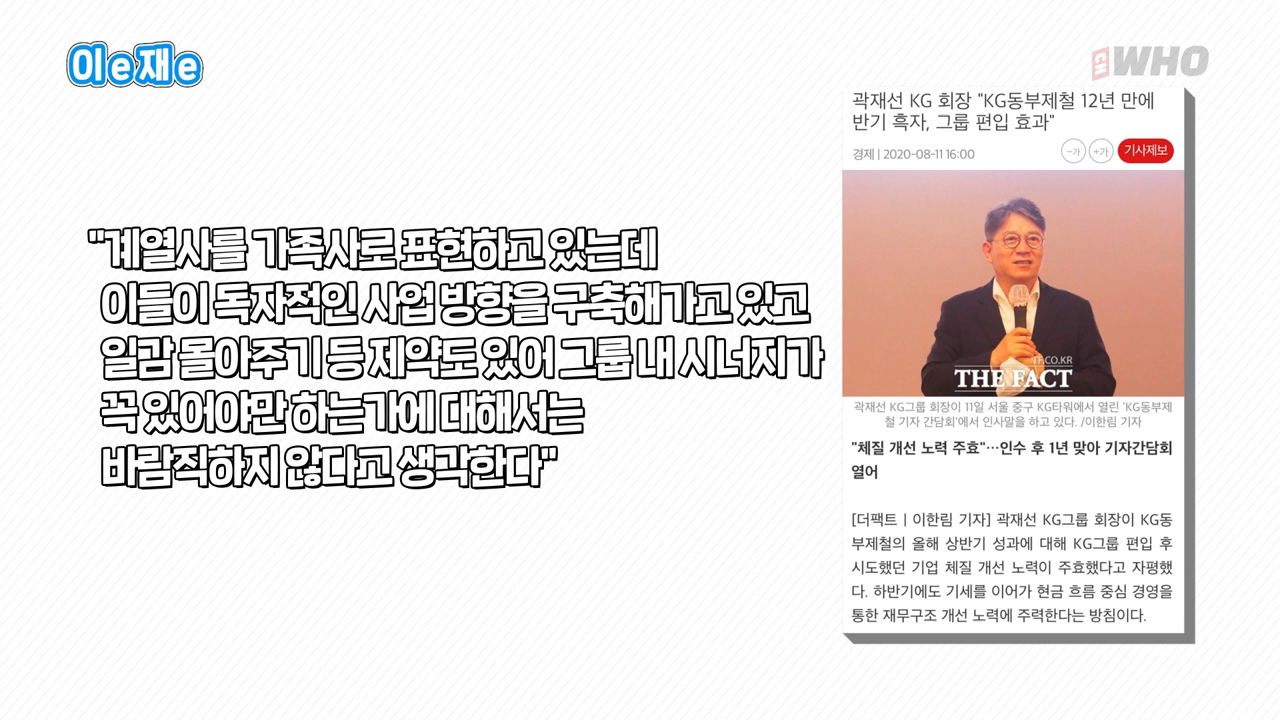 이e재e
CH WHO
"계열사를 가족사로 표현하고 있는데
이들이 독자적인 사업 방향을 구축해가고 있고
일감 몰아주기 등 제약도 있어 그룹 내 시너지가
꼭 있어야만 하는가에 대해서는
바람직하지 않다고 생각한다"
곽재선 KG 회장 "KG동부제철 12년 만에
반기 흑자, 그룹 편입 효과"
경제 | 2020-08-11 16:00
-가 +가 기사제보
TF.CO.KR
THE FACT
곽재선 KG그룹 회장이 11일 서울 중구 KG타워에서 열린 'KG동부제
철 기자 간담회'에서 인사말을 하고 있다. /이한림 기자
"체질 개선 노력 주효"…인수 후 1년 맞아 기자간담회
열어
[더팩트ㅣ이한림 기자] 곽재선 KG그룹 회장이 KG동
부제철의 올해 상반기 성과에 대해 KG그룹 편입 후
시도했던 기업 체질 개선 노력이 주효했다고 자평했
다. 하반기에도 기세를 이어가 현금 흐름 중심 경영을
통한 재무구조 개선 노력에 주력한다는 방침이다.